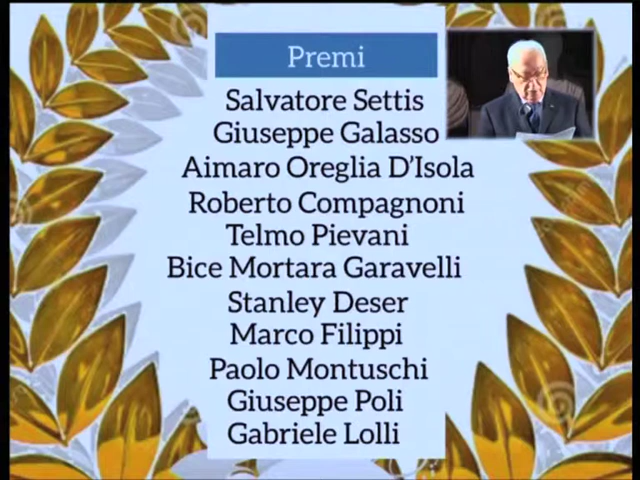 Premi
Salvatore Settis
Giuseppe Galasso
Aimaro Oreglia D'Isola
Roberto Compagnoni
Telmo Pievani
Bice Mortara Garavelli
Stanley Deser
Marco Filippi
Paolo Montuschi
Giuseppe Poli
Gabriele Lolli